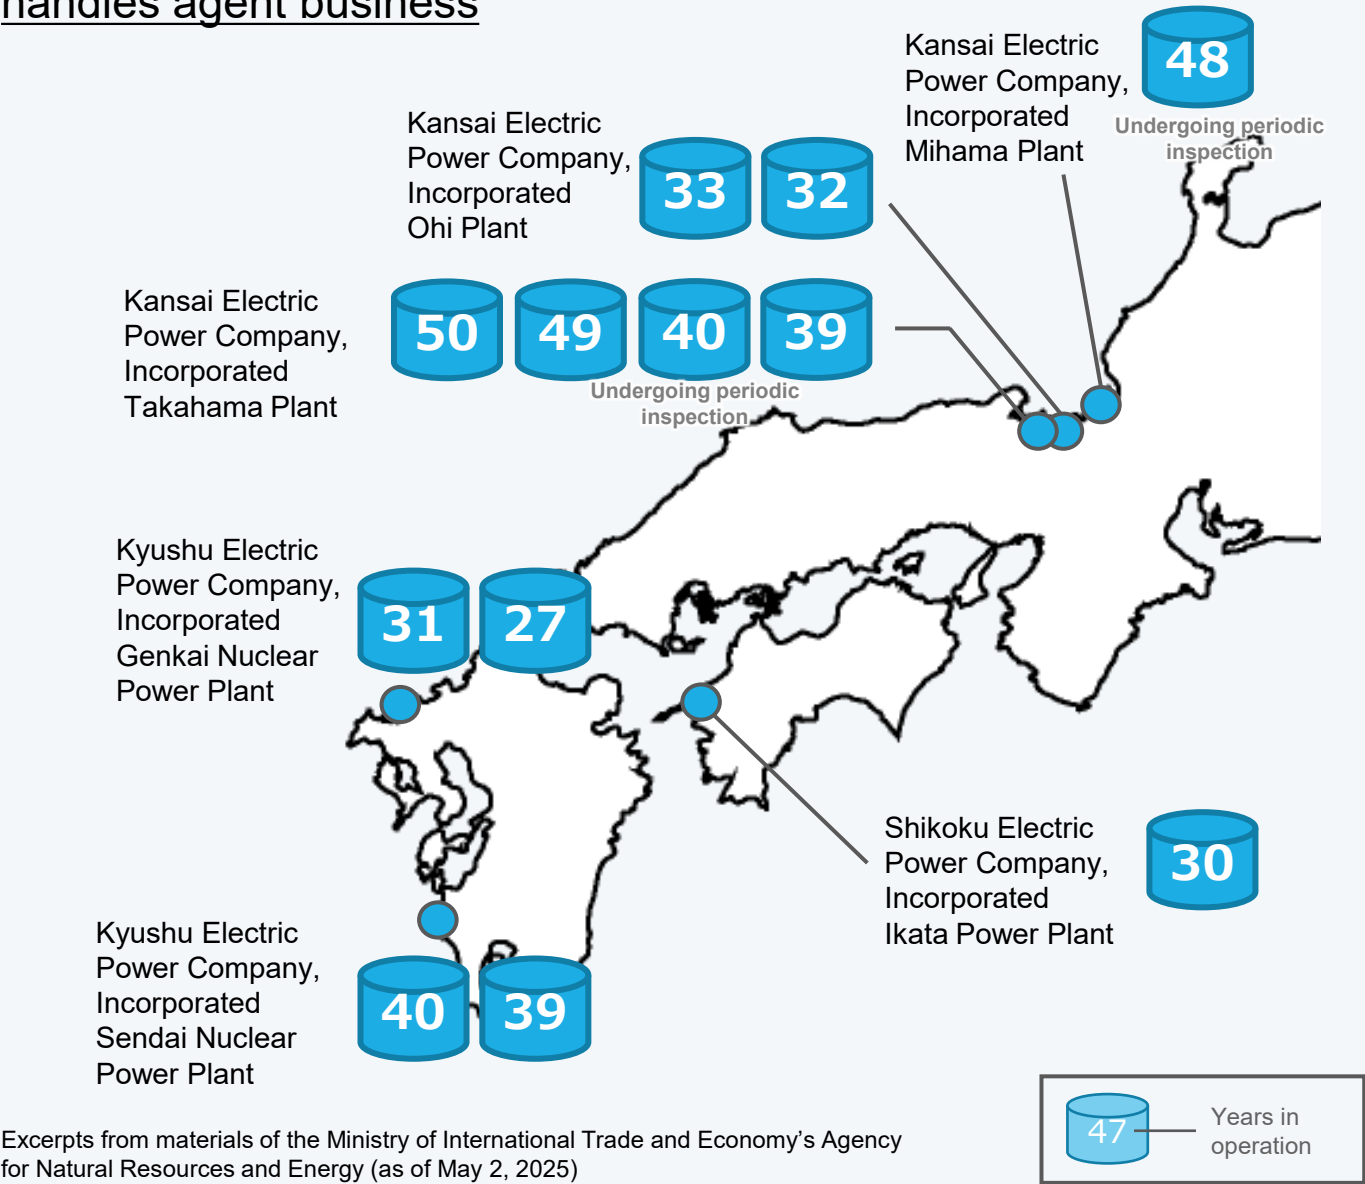 handles agent business
Kansai Electric
Power Company,
Incorporated
Mihama Plant
48
Undergoing periodic
inspection
Kansai Electric
Power Company,
Incorporated
Ohi Plant
33 32
Kansai Electric
Power Company,
Incorporated
Takahama Plant
50 49 40 39
Undergoing periodic
inspection
Kyushu Electric
Power Company,
Incorporated
Genkai Nuclear
Power Plant
31 27
Shikoku Electric
Power Company,
Incorporated
Ikata Power Plant
30
Kyushu Electric
Power Company,
Incorporated
Sendai Nuclear
Power Plant
40 39
47
Years in
operation
Excerpts from materials of the Ministry of International Trade and Economy’s Agency
for Natural Resources and Energy (as of May 2, 2025)